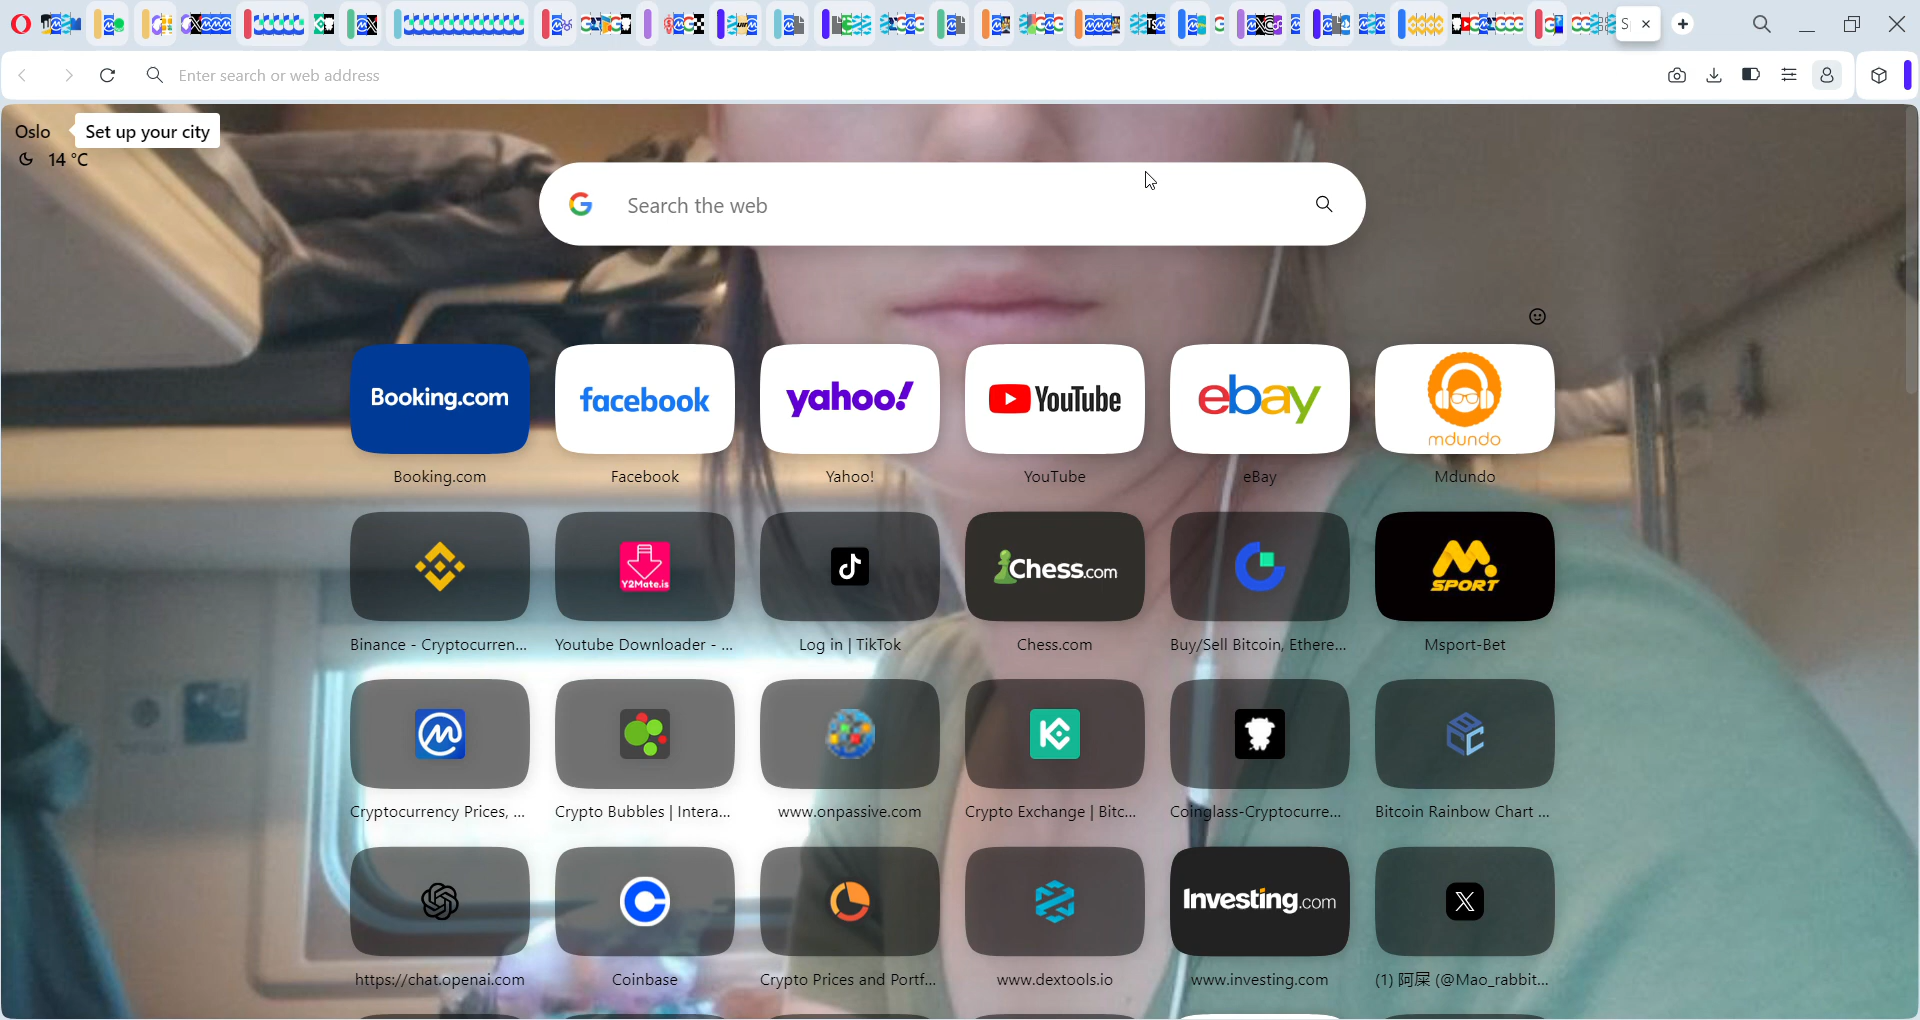 Enter search or web address
Oslo
Set up your city
14 °C
Search the web
Booking.com
facebook
yahoo!
YouTube
ebay
mdundo
Booking.com
Facebook
Yahoo!
YouTube
eBay
Mdundo
Y2Mate.is
Chess.com
M.
SPORT
Binance - Cryptocurren...
Youtube Downloader - ...
Log in | TikTok
Chess.com
Buy/Sell Bitcoin, Ethere...
Msport-Bet
Cryptocurrency Prices, ...
Crypto Bubbles | Intera...
www.onpassive.com
Crypto Exchange | Bitc...
Coinglass-Cryptocurre...
Bitcoin Rainbow Chart ...
Investing.com
https://chat.openai.com
Coinbase
Crypto Prices and Portf...
www.dextools.io
www.investing.com
(1) 阿屎 (@Mao_rabbit...